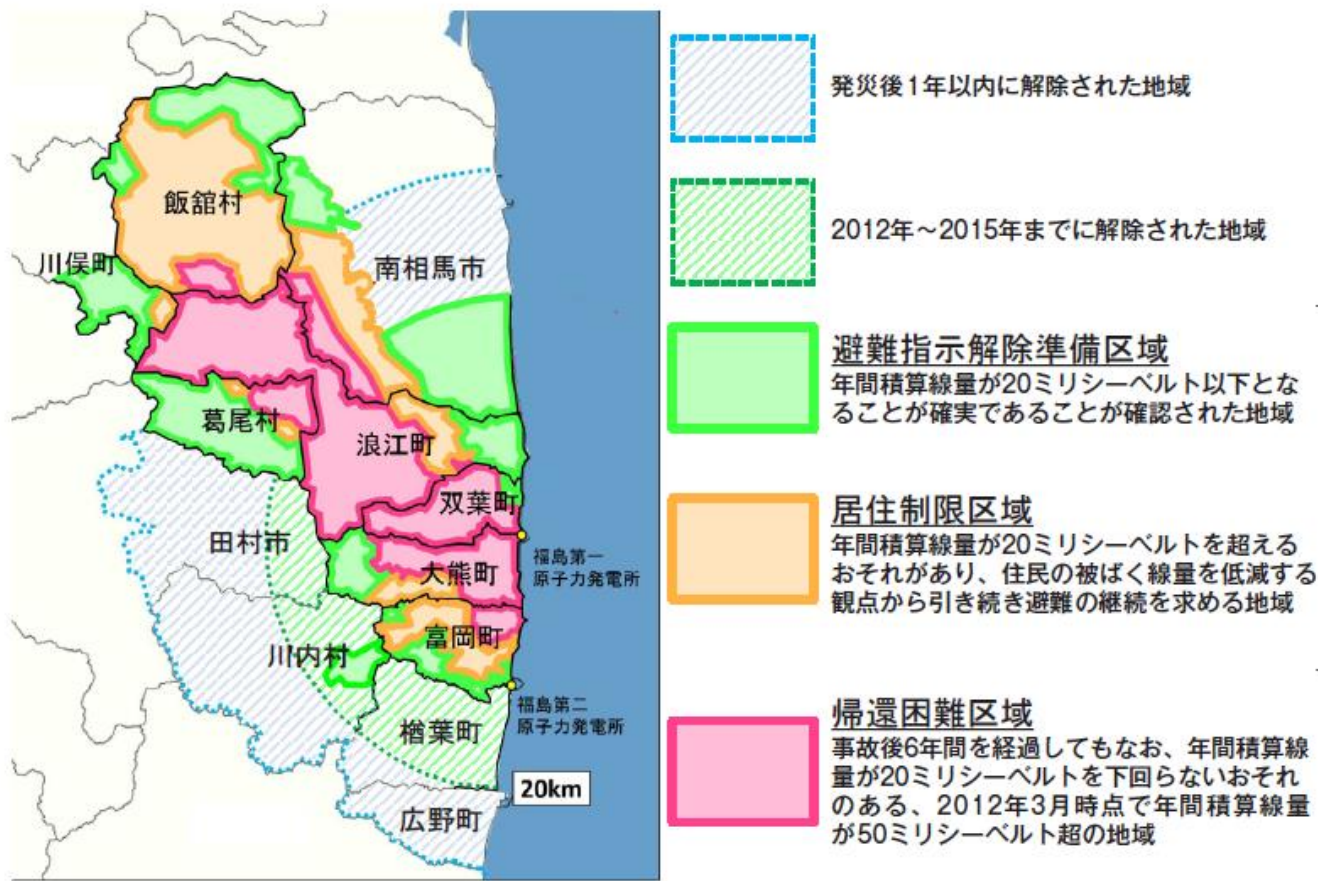 飯舘村
川俣町
南相馬市
葛尾村
浪江町
双葉町
田村市
福島第一
原子力発電所
大熊町
富岡町
川内村
福島第二
原子力発電所
楢葉町
20km
広野町
発災後1年以内に解除された地域
2012年～2015年までに解除された地域
避難指示解除準備区域
年間積算線量が20ミリシーベルト以下とな
ることが確実であることが確認された地域
居住制限区域
年間積算線量が20ミリシーベルトを超える
おそれがあり、住民の被ばく線量を低減する
観点から引き続き避難の継続を求める地域
帰還困難区域
事故後6年間を経過してもなお、年間積算線
量が20ミリシーベルトを下回らないおそれ
のある、2012年3月時点で年間積算線量
が50ミリシーベルト超の地域